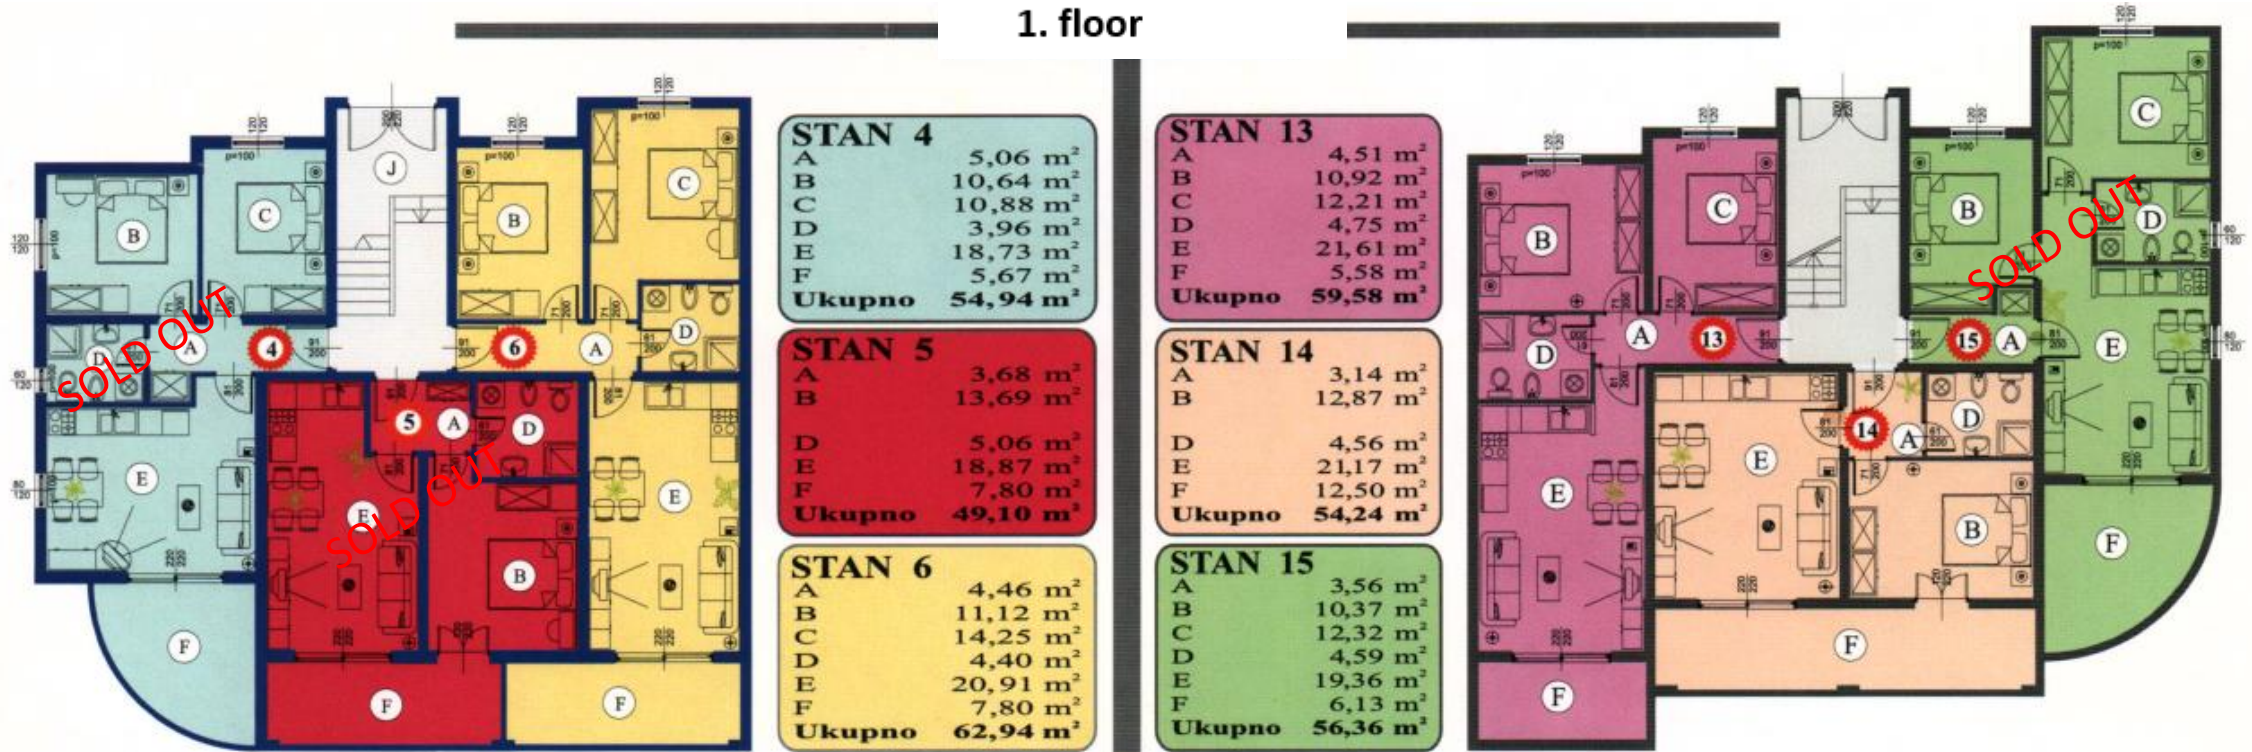 1. floor
STAN 4
A 5,06 m²
B 10,64 m²
C 10,88 m²
D 3,96 m²
E 18,73 m²
F 5,67 m²
Ukupno 54,94 m²
STAN 5
A 3,68 m²
B 13,69 m²
D 5,06 m²
E 18,87 m²
F 7,80 m²
Ukupno 49,10 m²
STAN 6
A 4,46 m²
B 11,12 m²
C 14,25 m²
D 4,40 m²
E 20,91 m²
F 7,80 m²
Ukupno 62,94 m²
STAN 13
A 4,51 m²
B 10,92 m²
C 12,21 m²
D 4,75 m²
E 21,61 m²
F 5,58 m²
Ukupno 59,58 m²
STAN 14
A 3,14 m²
B 12,87 m²
D 4,56 m²
E 21,17 m²
F 12,50 m²
Ukupno 54,24 m²
STAN 15
A 3,56 m²
B 10,37 m²
C 12,32 m²
D 4,59 m²
E 19,36 m²
F 6,13 m²
Ukupno 56,36 m²
SOLD OUT
SOLD OUT
SOLD OUT
B
C
J
B
C
D
A
4
6
A
D
E
5
A
D
E
B
E
F
F
F
B
C
B
C
D
D
A
13
15
A
E
E
E
14
A
D
B
F
F
F